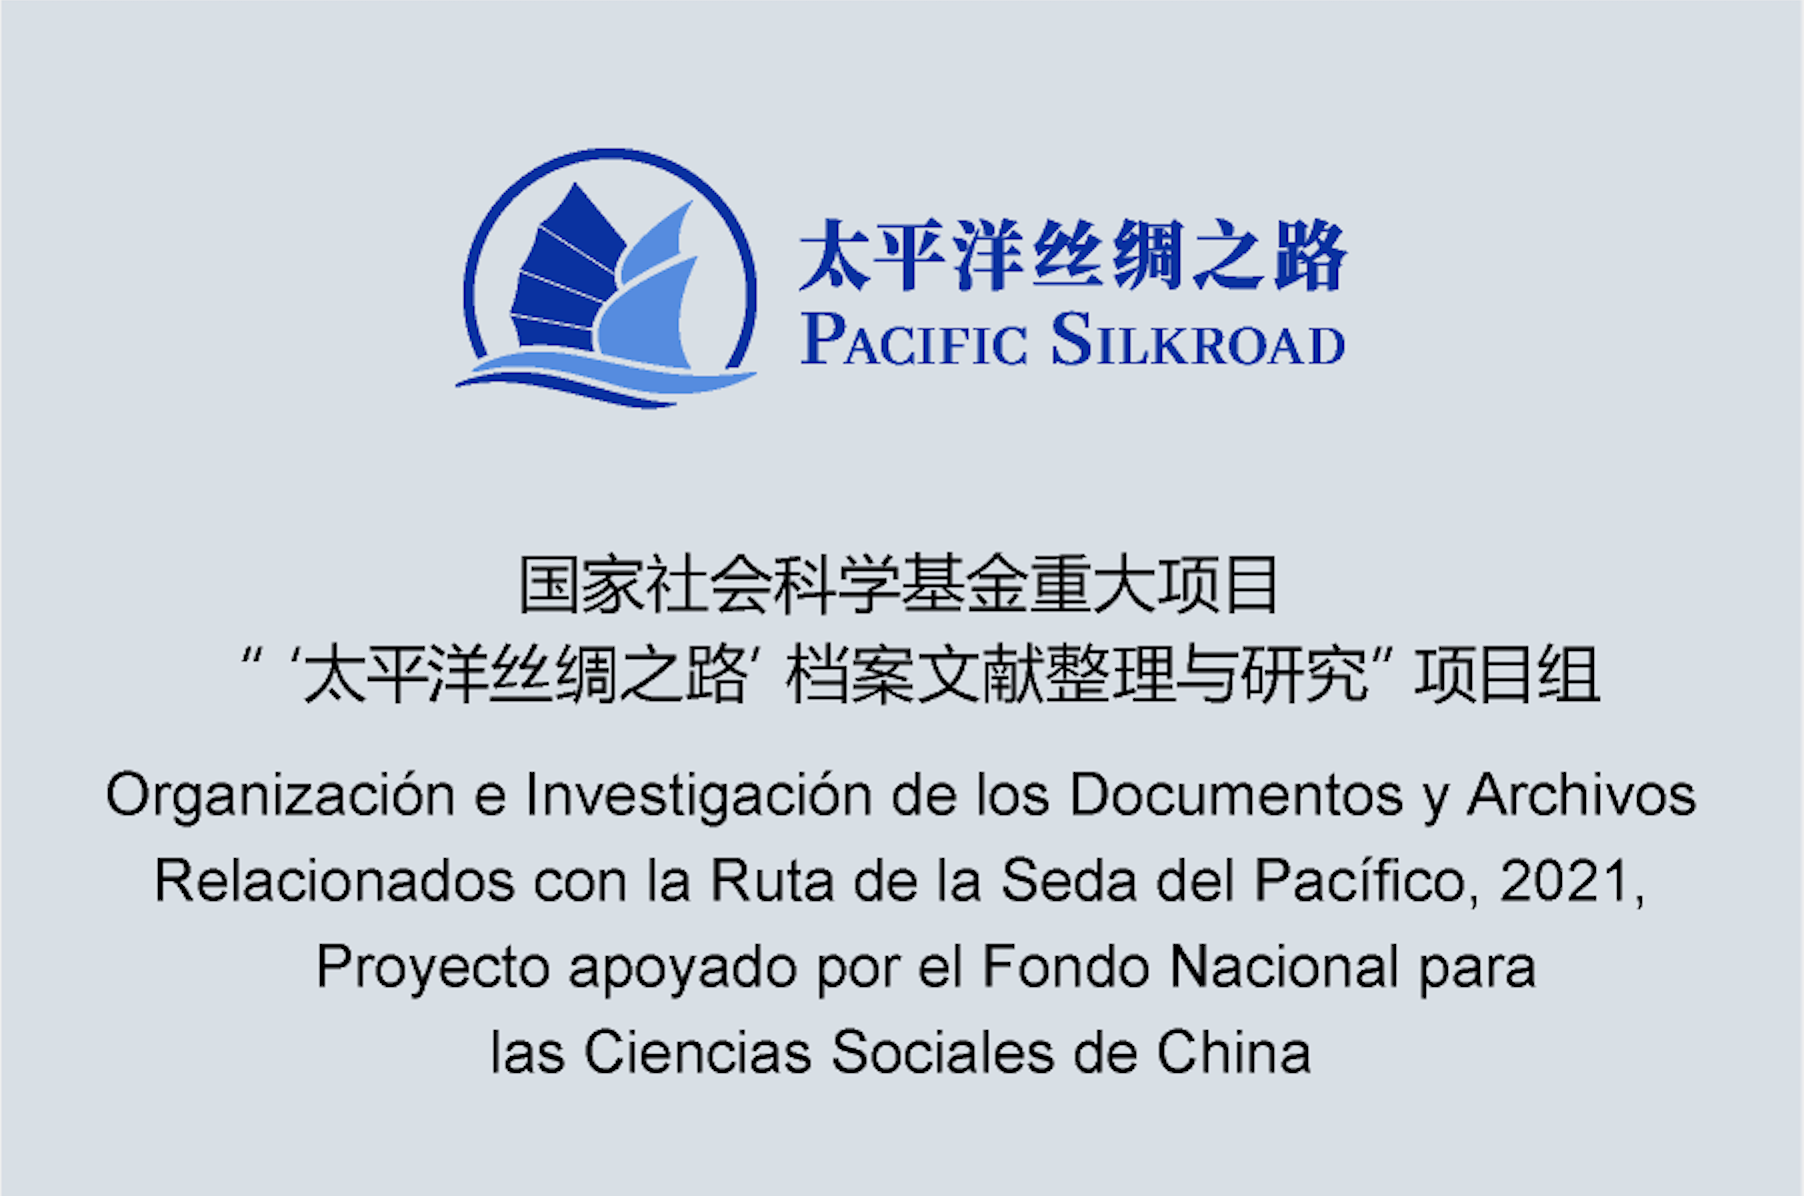 太平洋丝绸之路
PACIFIC SILKROAD
国家社会科学基金重大项目
“ ‘太平洋丝绸之路’ 档案文献整理与研究” 项目组
Organización e Investigación de los Documentos y Archivos
Relacionados con la Ruta de la Seda del Pacífico, 2021,
Proyecto apoyado por el Fondo Nacional para
las Ciencias Sociales de China